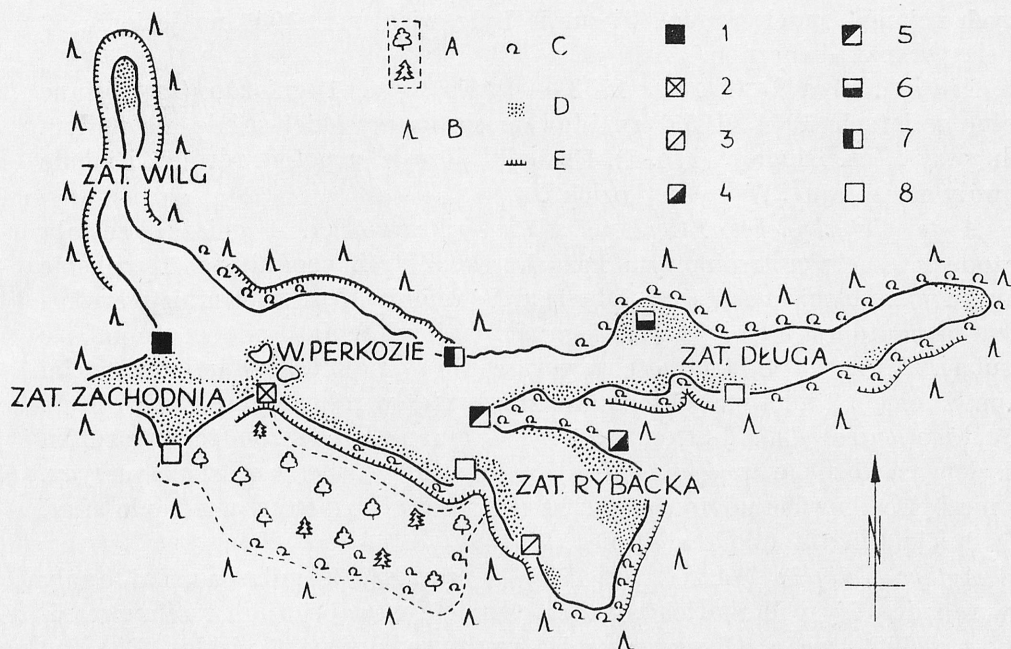 A
B
C
D
E
1
2
3
4
5
6
7
8
ZAT. WILG
W. PERKOZIE
ZAT. DŁUGA
ZAT. ZACHODNIA
ZAT. RYBACKA
N